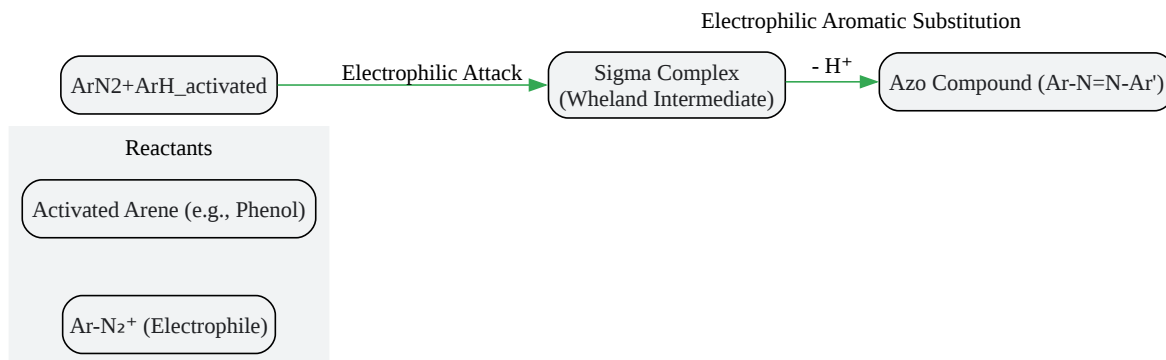 Electrophilic Aromatic Substitution
ArN2+ArH_activated
Electrophilic Attack
Sigma Complex
(Wheland Intermediate)
- H⁺
Azo Compound (Ar-N=N-Ar')
Reactants
Activated Arene (e.g., Phenol)
Ar-N₂⁺ (Electrophile)